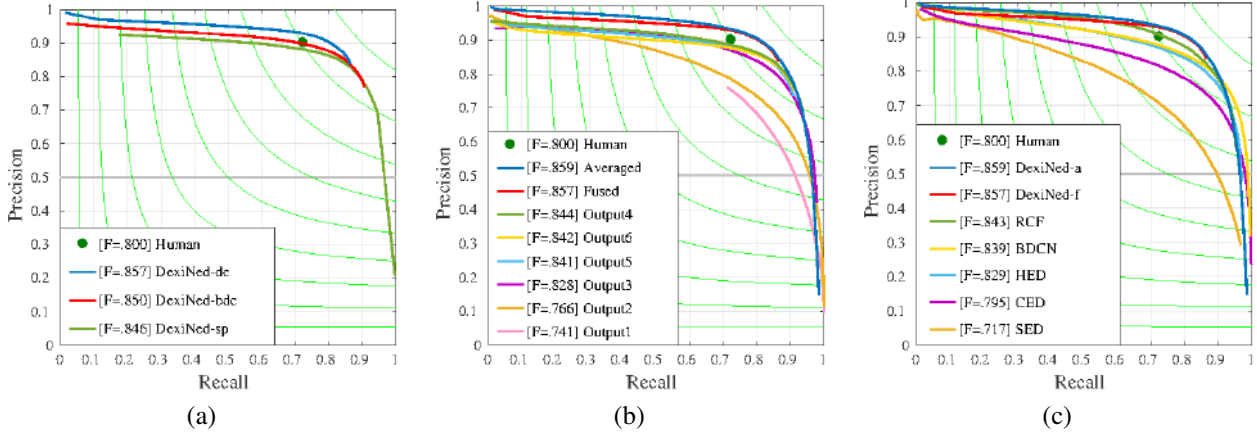 1
0.9
0.8
0.7
0.6
0.5
0.4
0.3
0.2
0.1
0
Precision
[F=.800] Human
[F=.857] DexiNed-dc
[F=.850] DexiNed-bdc
[F=.846] DexiNed-sp
0 0.1 0.2 0.3 0.4 0.5 0.6 0.7 0.8 0.9 1
Recall
(a)
1
0.9
0.8
0.7
0.6
0.5
0.4
0.3
0.2
0.1
0
Precision
[F=.800] Human
[F=.859] Averaged
[F=.857] Fused
[F=.844] Output4
[F=.842] Output6
[F=.841] Output5
[F=.828] Output3
[F=.766] Output2
[F=.741] Output1
0 0.1 0.2 0.3 0.4 0.5 0.6 0.7 0.8 0.9 1
Recall
(b)
1
0.9
0.8
0.7
0.6
0.5
0.4
0.3
0.2
0.1
0
Precision
[F=.800] Human
[F=.859] DexiNed-a
[F=.857] DexiNed-f
[F=.843] RCF
[F=.839] BDCN
[F=.829] HED
[F=.795] CED
[F=.717] SED
0 0.1 0.2 0.3 0.4 0.5 0.6 0.7 0.8 0.9 1
Recall
(c)